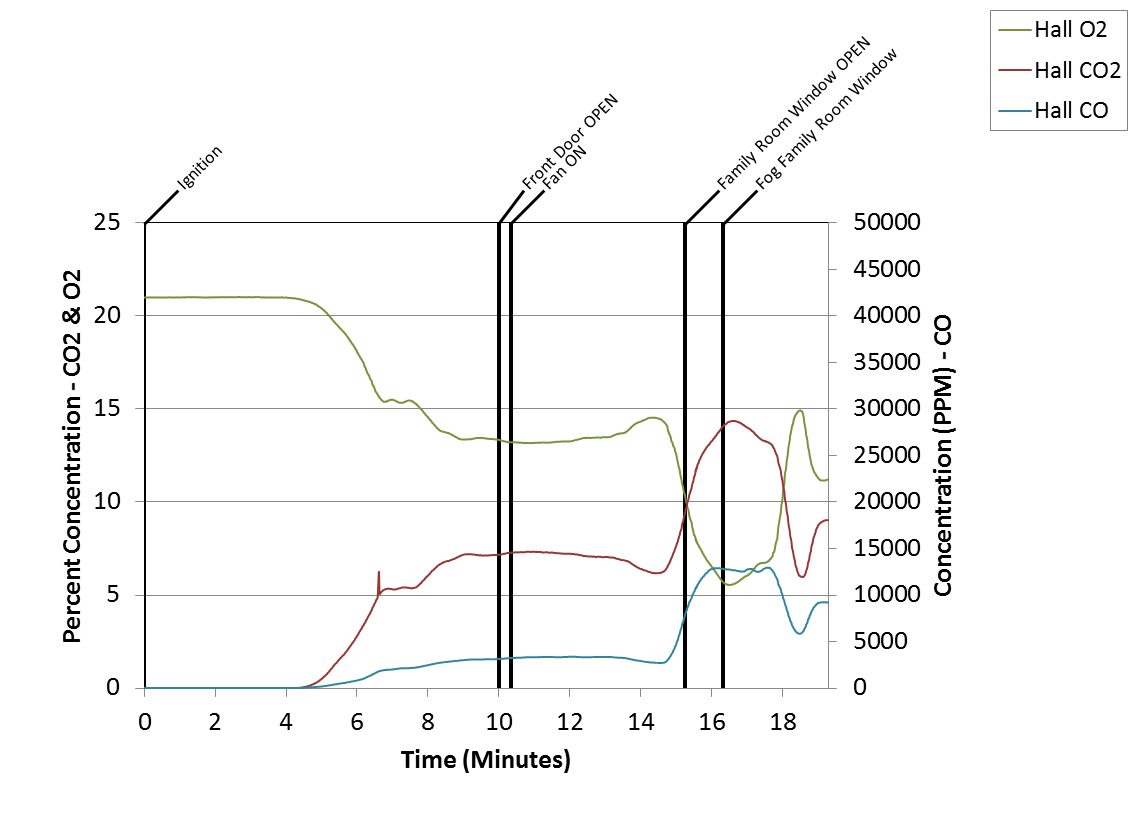 Hall O2
Hall CO2
Hall CO
Ignition
Front Door OPEN
Fan ON
Family Room Window OPEN
Fog Family Room Window
Percent Concentration - CO2 & O2
25
20
15
10
5
0
50000
45000
40000
35000
30000
25000
20000
15000
10000
5000
0
Concentration (PPM) - CO
0 2 4 6 8 10 12 14 16 18
Time (Minutes)